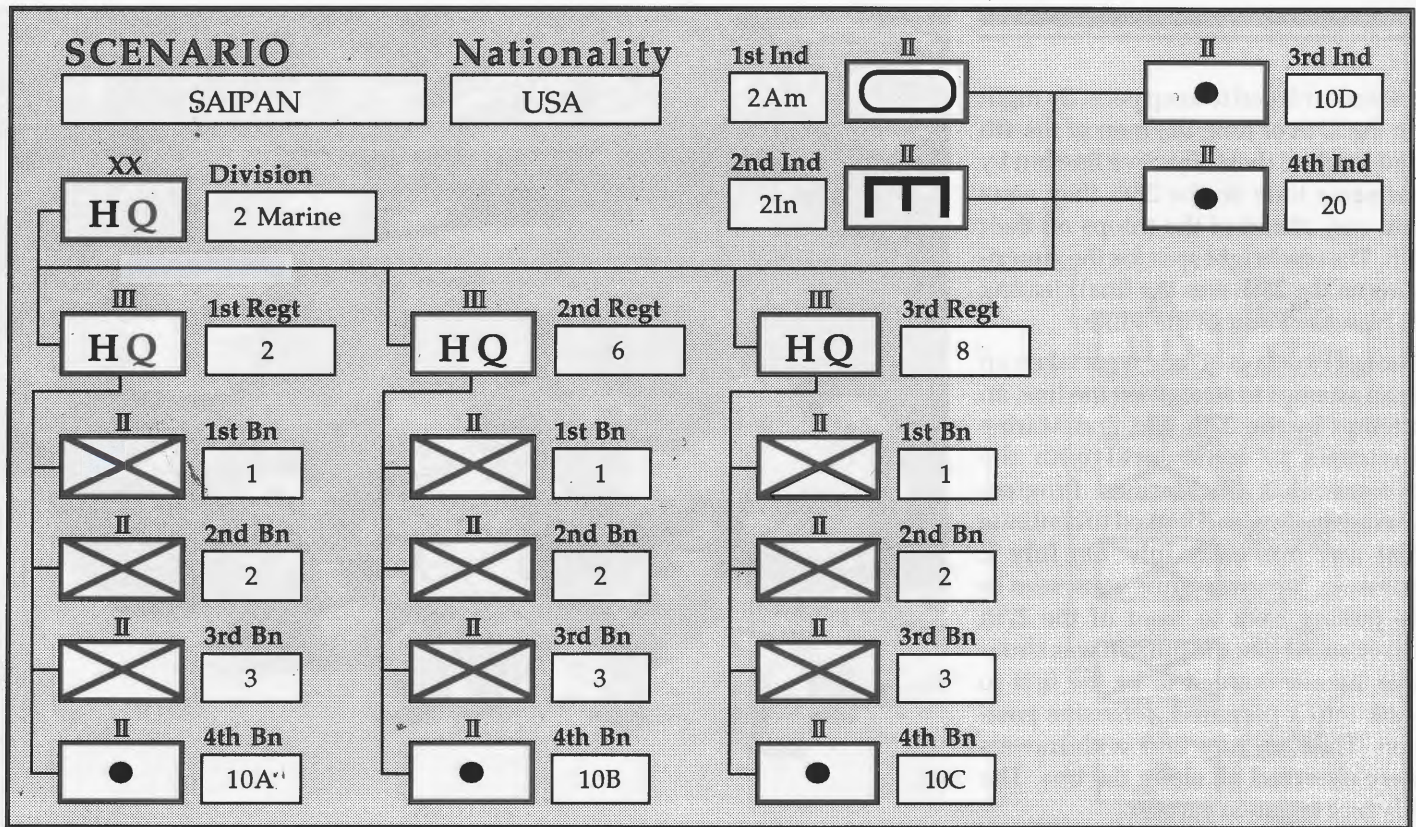 SCENARIO Nationality
SAIPAN USA
1st Ind II II 3rd Ind
2Am 10D
2nd Ind II II 4th Ind
2In 20
XX Division
HQ 2 Marine
III 1st Regt III 2nd Regt III 3rd Regt
HQ 2 HQ 6 HQ 8
II 1st Bn II 1st Bn II 1st Bn
1 1 1
II 2nd Bn II 2nd Bn II 2nd Bn
2 2 2
II 3rd Bn II 3rd Bn II 3rd Bn
3 3 3
II 4th Bn II 4th Bn II 4th Bn
10A 10B 10C